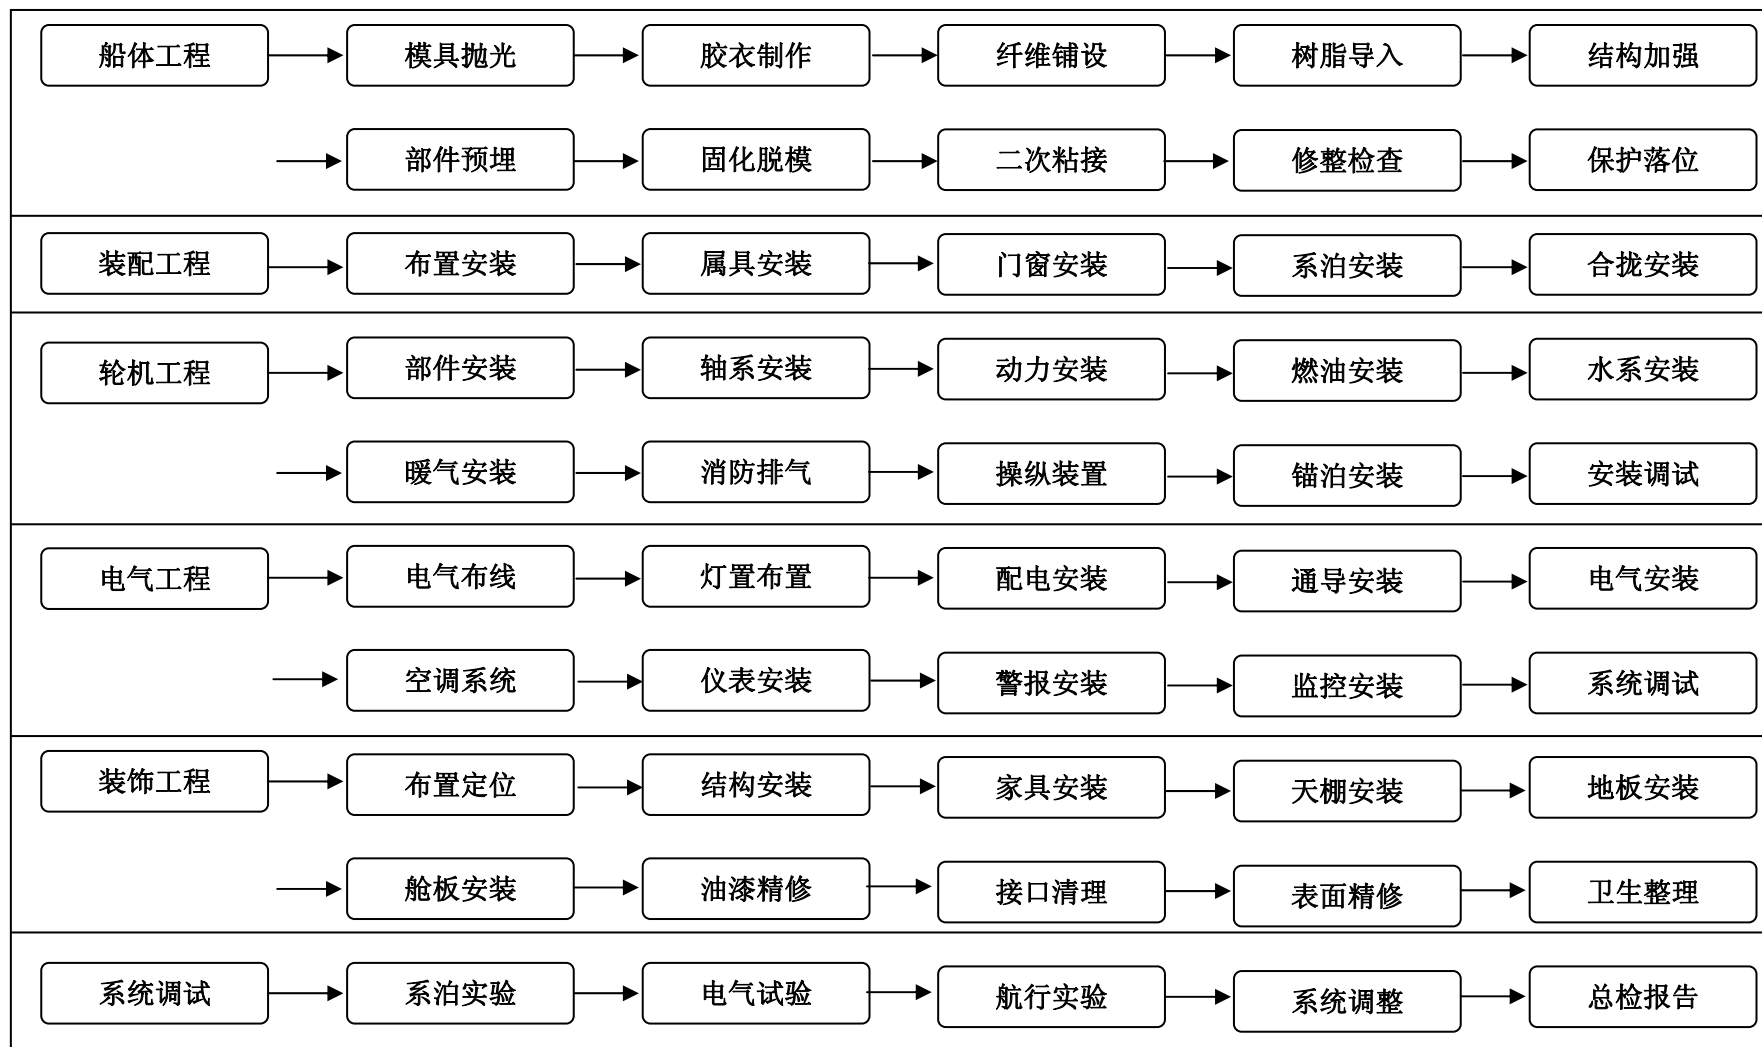 船体工程 模具抛光 胶衣制作 纤维铺设 树脂导入 结构加强
部件预埋 固化脱模 二次粘接 修整检查 保护落位
装配工程 布置安装 属具安装 门窗安装 系泊安装 合拢安装
轮机工程 部件安装 轴系安装 动力安装 燃油安装 水系安装
暖气安装 消防排气 操纵装置 锚泊安装 安装调试
电气工程 电气布线 灯置布置 配电安装 通导安装 电气安装
空调系统 仪表安装 警报安装 监控安装 系统调试
装饰工程 布置定位 结构安装 家具安装 天棚安装 地板安装
舱板安装 油漆精修 接口清理 表面精修 卫生整理
系统调试 系泊实验 电气试验 航行实验 系统调整 总检报告